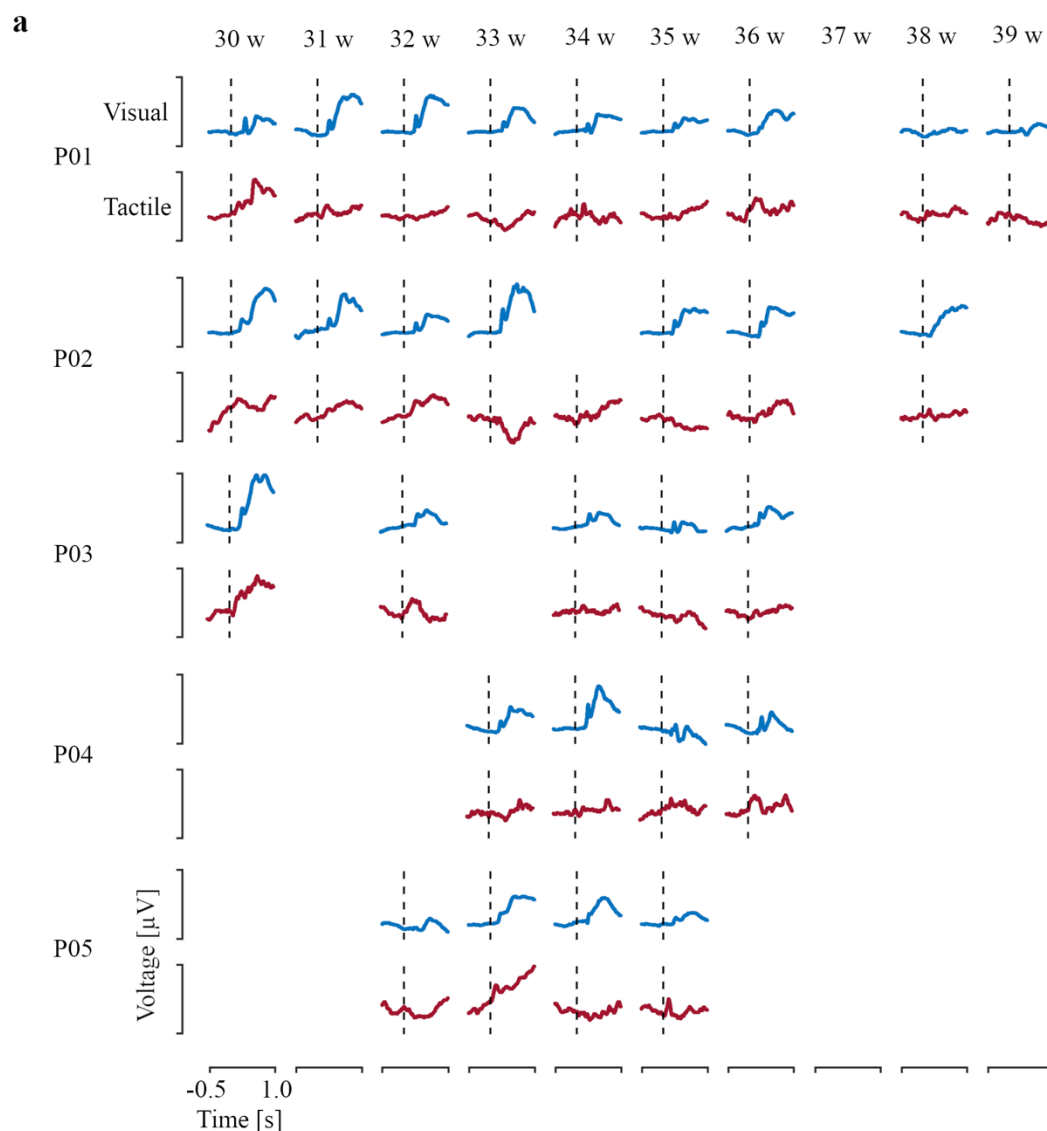 a
30 w 31 w 32 w 33 w 34 w 35 w 36 w 37 w 38 w 39 w
Visual
P01
Tactile
P02
P03
P04
P05
Voltage [µV]
-0.5 1.0
Time [s]